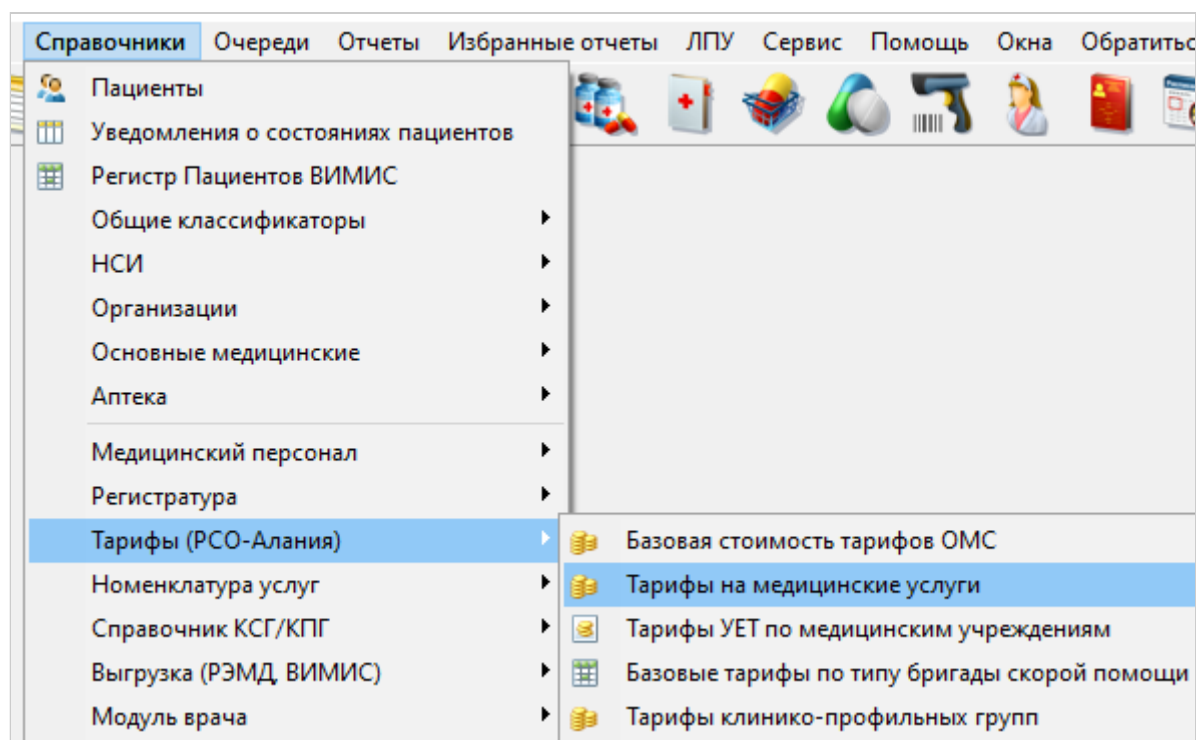 Справочники Очереди Отчеты Избранные отчеты ЛПУ Сервис Помощь Окна Обратитьс
Пациенты
Уведомления о состояниях пациентов
Регистр Пациентов ВИМИС
Общие классификаторы
НСИ
Организации
Основные медицинские
Аптека
Медицинский персонал
Регистратура
Тарифы (РСО-Алания)
Номенклатура услуг
Справочник КСГ/КПГ
Выгрузка (РЭМД, ВИМИС)
Модуль врача
Базовая стоимость тарифов ОМС
Тарифы на медицинские услуги
Тарифы УЕТ по медицинским учреждениям
Базовые тарифы по типу бригады скорой помощи
Тарифы клинико-профильных групп